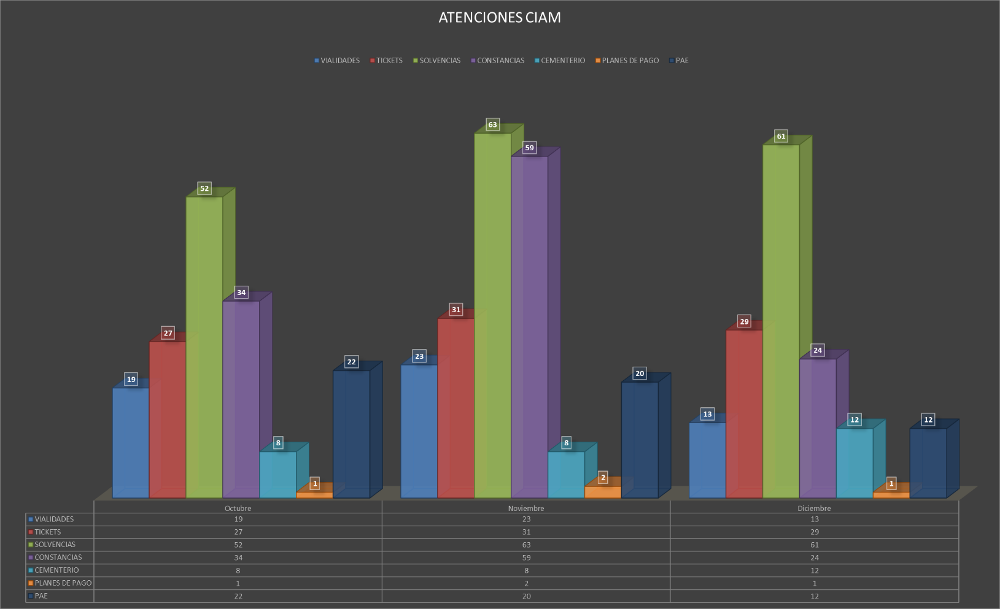 ATENCIONES CIAM
VIALIDADES TICKETS SOLVENCIAS CONSTANCIAS CEMENTERIO PLANES DE PAGO PAE
63
61
59
52
34
31
29
27
24
23
22
20
19
13
12 12
8 8
2
1 1
Octubre Noviembre Diciembre
VIALIDADES 19 23 13
TICKETS 27 31 29
SOLVENCIAS 52 63 61
CONSTANCIAS 34 59 24
CEMENTERIO 8 8 12
PLANES DE PAGO 1 2 1
PAE 22 20 12